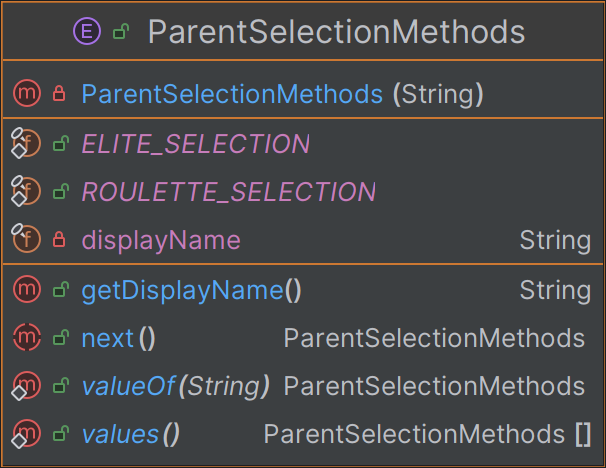 E ParentSelectionMethods
m ParentSelectionMethods (String)
f ELITE_SELECTION
f ROULETTE_SELECTION
f displayName String
m getDisplayName() String
m next() ParentSelectionMethods
m valueOf(String) ParentSelectionMethods
m values() ParentSelectionMethods []